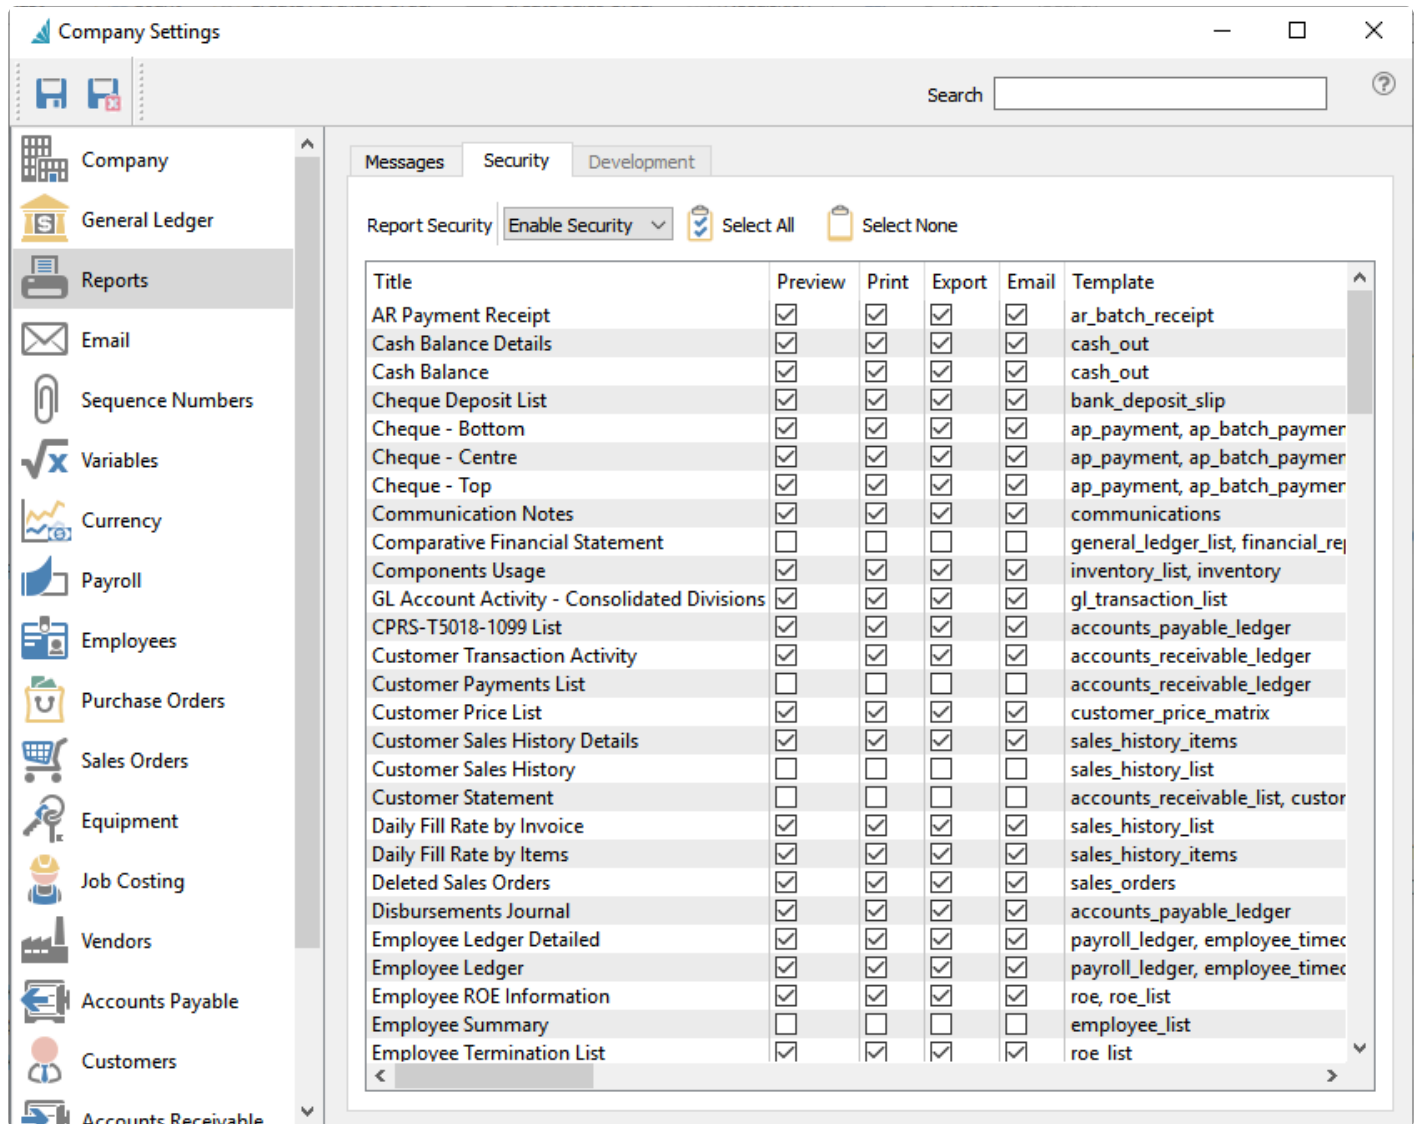 Company Settings
Search
Company
General Ledger
Reports
Email
Sequence Numbers
Variables
Currency
Payroll
Employees
Purchase Orders
Sales Orders
Equipment
Job Costing
Vendors
Accounts Payable
Customers
Accounts Receivable
Messages Security Development
Report Security Enable Security Select All Select None
Title Preview Print Export Email Template
AR Payment Receipt ar_batch_receipt
Cash Balance Details cash_out
Cash Balance cash_out
Cheque Deposit List bank_deposit_slip
Cheque - Bottom ap_payment, ap_batch_paymen
Cheque - Centre ap_payment, ap_batch_paymen
Cheque - Top ap_payment, ap_batch_paymen
Communication Notes communications
Comparative Financial Statement general_ledger_list, financial_rep
Components Usage inventory_list, inventory
GL Account Activity - Consolidated Divisions gl_transaction_list
CPRS-T5018-1099 List accounts_payable_ledger
Customer Transaction Activity accounts_receivable_ledger
Customer Payments List accounts_receivable_ledger
Customer Price List customer_price_matrix
Customer Sales History Details sales_history_items
Customer Sales History sales_history_list
Customer Statement accounts_receivable_list, custor
Daily Fill Rate by Invoice sales_history_list
Daily Fill Rate by Items sales_history_items
Deleted Sales Orders sales_orders
Disbursements Journal accounts_payable_ledger
Employee Ledger Detailed payroll_ledger, employee_timec
Employee Ledger payroll_ledger, employee_timec
Employee ROE Information roe, roe_list
Employee Summary employee_list
Employee Termination List roe_list